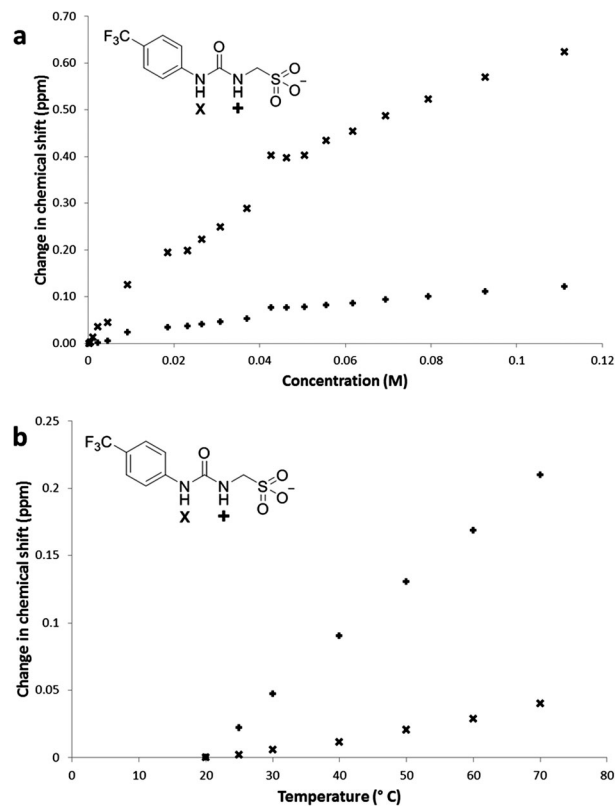 a
F₃C
O
N
H
N
H
S
O
O
O⁻
x
+
Change in chemical shift (ppm)
0.70
0.60
0.50
0.40
0.30
0.20
0.10
0.00
0 0.02 0.04 0.06 0.08 0.1 0.12
Concentration (M)
b
F₃C
O
N
H
N
H
S
O
O
O⁻
x
+
Change in chemical shift (ppm)
0.25
0.2
0.15
0.1
0.05
0
0 10 20 30 40 50 60 70 80
Temperature (° C)